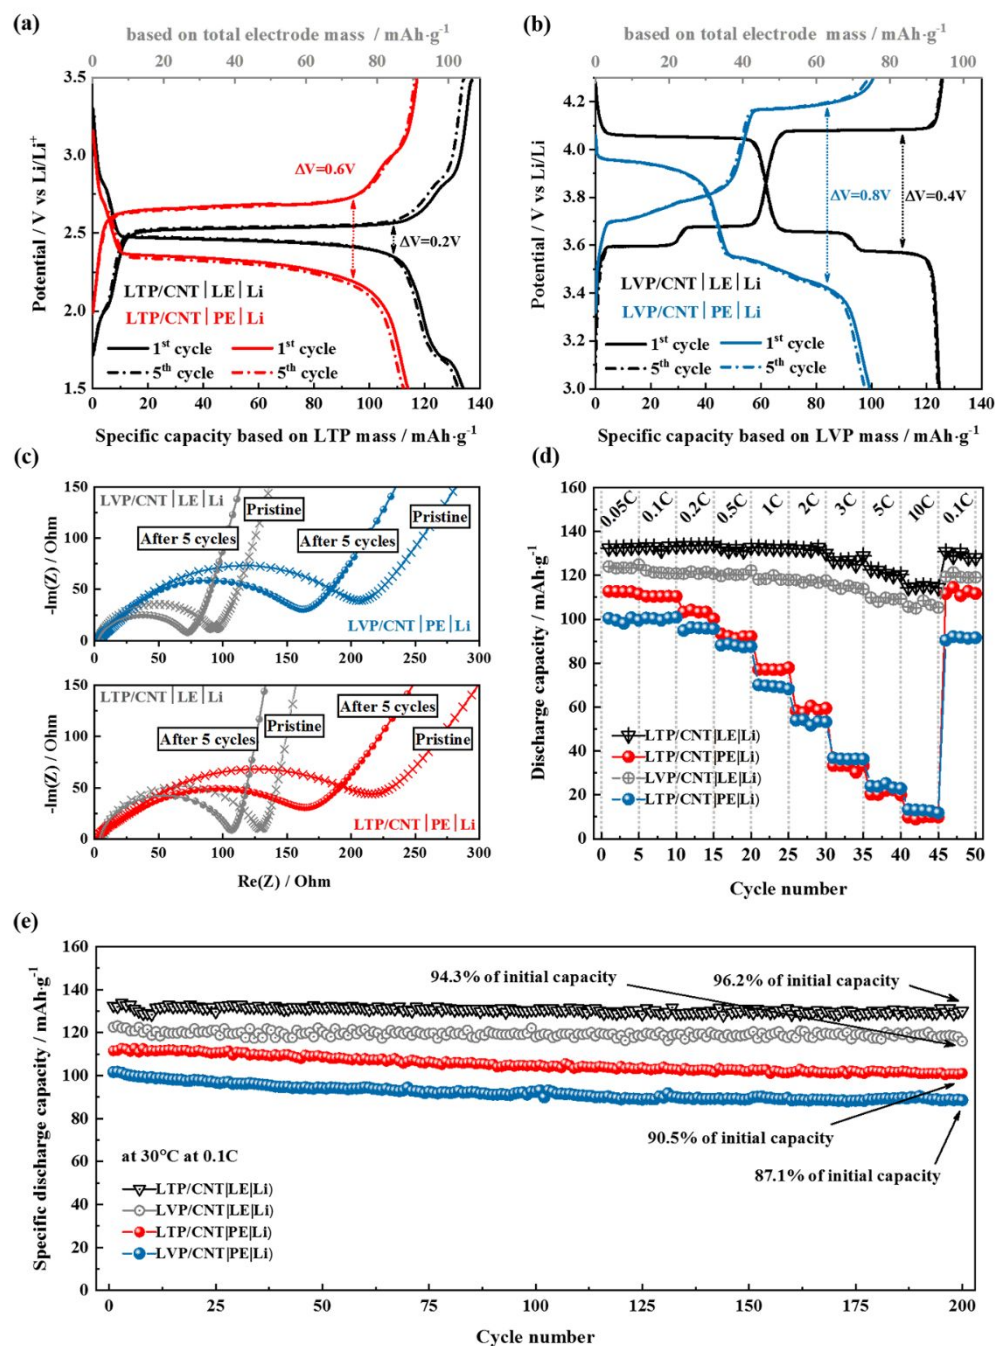 (a)
based on total electrode mass / mAh·g⁻¹
0 20 40 60 80 100
3.5
3.0
2.5
2.0
1.5
Potential / V vs Li/Li⁺
ΔV=0.6V
ΔV=0.2V
LTP/CNT|LE|Li
LTP/CNT|PE|Li
1st cycle 1st cycle
5th cycle 5th cycle
0 20 40 60 80 100 120 140
Specific capacity based on LTP mass / mAh·g⁻¹
(b)
based on total electrode mass / mAh·g⁻¹
0 20 40 60 80 100
4.2
4.0
3.8
3.6
3.4
3.2
3.0
Potential / V vs Li/Li
ΔV=0.8V
ΔV=0.4V
LVP/CNT|LE|Li
LVP/CNT|PE|Li
1st cycle 1st cycle
5th cycle 5th cycle
0 20 40 60 80 100 120 140
Specific capacity based on LVP mass / mAh·g⁻¹
(c)
150
100
50
0
-Im(Z) / Ohm
LVP/CNT|LE|Li
Pristine
After 5 cycles
After 5 cycles
Pristine
LVP/CNT|PE|Li
0 50 100 150 200 250 300
150
100
50
0
-Im(Z) / Ohm
LTP/CNT|LE|Li
After 5 cycles
Pristine
After 5 cycles
Pristine
LTP/CNT|PE|Li
0 50 100 150 200 250 300
Re(Z) / Ohm
(d)
160
140
120
100
80
60
40
20
0
Discharge capacity / mAh·g⁻¹
0.05C 0.1C 0.2C 0.5C 1C 2C 3C 5C 10C 0.1C
LTP/CNT|LE|Li)
LTP/CNT|PE|Li)
LVP/CNT|LE|Li)
LTP/CNT|PE|Li)
0 5 10 15 20 25 30 35 40 45 50
Cycle number
(e)
160
140
120
100
80
60
40
20
0
Specific discharge capacity / mAh·g⁻¹
94.3% of initial capacity
96.2% of initial capacity
90.5% of initial capacity
87.1% of initial capacity
at 30°C at 0.1C
LTP/CNT|LE|Li)
LVP/CNT|LE|Li)
LTP/CNT|PE|Li)
LVP/CNT|PE|Li)
0 25 50 75 100 125 150 175 200
Cycle number